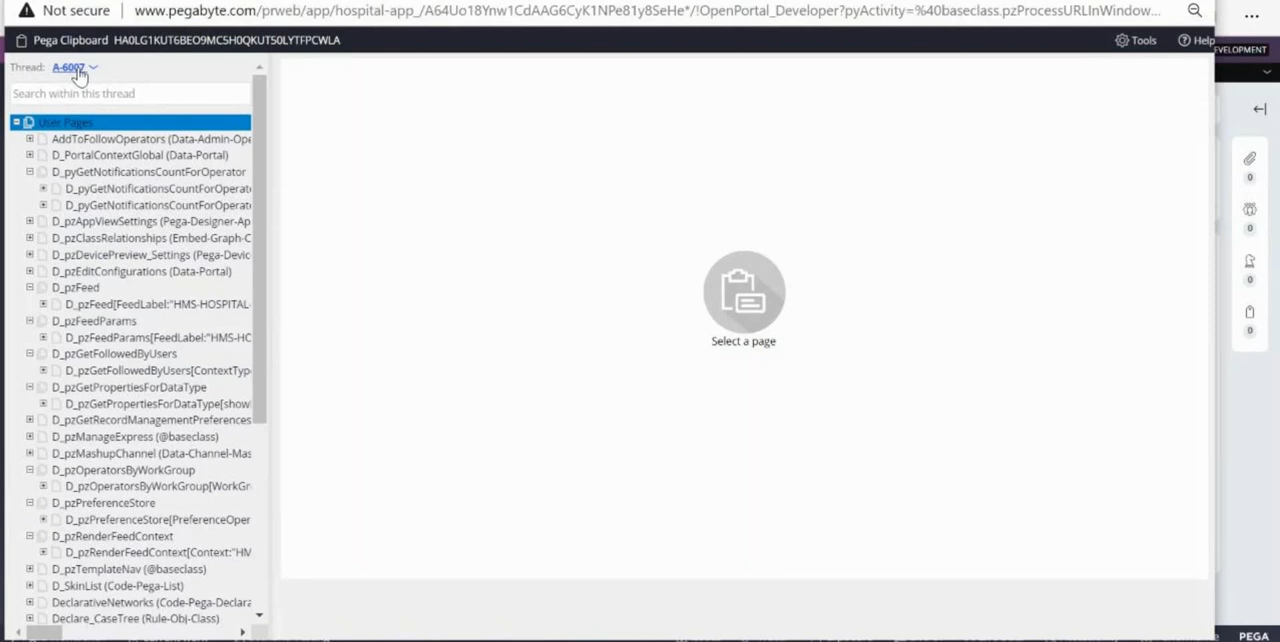 Not secure
www.pegabyte.com/prweb/app/hospital-app_/A64Uo18Ynw1CdAAG6CyK1NPe81y8SeHe*/!OpenPortal_Developer?pyActivity=%40baseclass.pzProcessURLInWindow...
Pega Clipboard HA0LG1KUT6BEO9MC5H0QKUT50LYTFPCWLA
Tools
Help
EVELOPMENT
Thread: A-6007
Search within this thread
User Pages
AddToFollowOperators (Data-Admin-Ope
D_PortalContextGlobal (Data-Portal)
D_pyGetNotificationsCountForOperator
D_pyGetNotificationsCountForOperat
D_pyGetNotificationsCountForOperat
D_pzAppViewSettings (Pega-Designer-Ap
D_pzClassRelationships (Embed-Graph-C
D_pzDevicePreview_Settings (Pega-Devic
D_pzEditConfigurations (Data-Portal)
D_pzFeed
D_pzFeed[FeedLabel:"HMS-HOSPITAL-
D_pzFeedParams
D_pzFeedParams[FeedLabel:"HMS-HO
D_pzGetFollowedByUsers
D_pzGetFollowedByUsers[ContextTyp
D_pzGetPropertiesForDataType
D_pzGetPropertiesForDataType[show
D_pzGetRecordManagementPreferences
D_pzManageExpress (@baseclass)
D_pzMashupChannel (Data-Channel-Mas
D_pzOperatorsByWorkGroup
D_pzOperatorsByWorkGroup[WorkGr
D_pzPreferenceStore
D_pzPreferenceStore[PreferenceOper
D_pzRenderFeedContext
D_pzRenderFeedContext[Context:"HM
D_pzTemplateNav (@baseclass)
D_SkinList (Code-Pega-List)
DeclarativeNetworks (Code-Pega-Declara
Declare_CaseTree (Rule-Obj-Class)
Select a page
0
0
0
0
PEGA